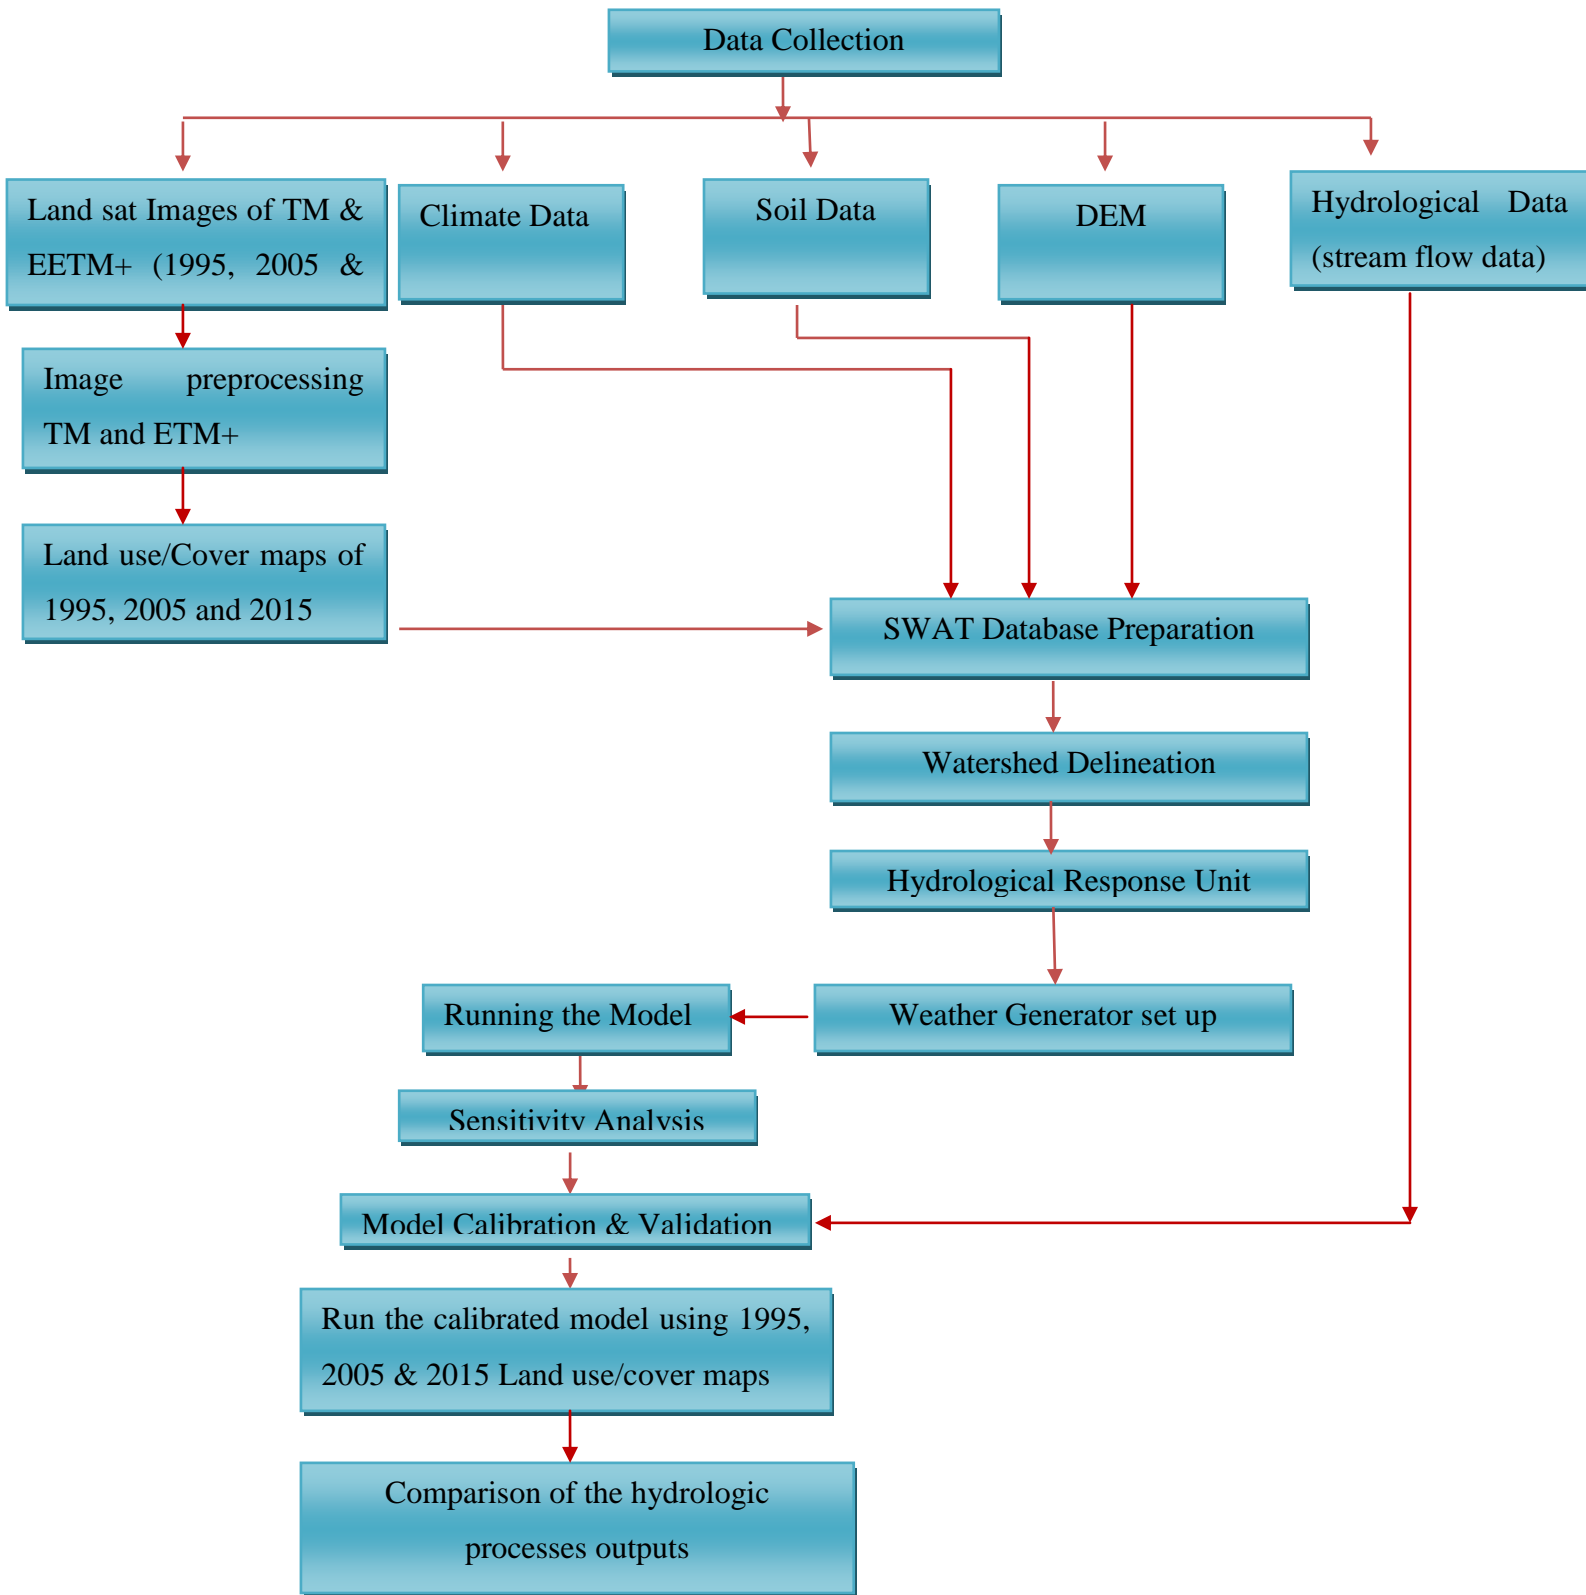 Data Collection
Land sat Images of TM &
EETM+ (1995, 2005 &
Climate Data
Soil Data
DEM
Hydrological Data
(stream flow data)
Image preprocessing
TM and ETM+
Land use/Cover maps of
1995, 2005 and 2015
SWAT Database Preparation
Watershed Delineation
Hydrological Response Unit
Weather Generator set up
Running the Model
Sensitivity Analysis
Model Calibration & Validation
Run the calibrated model using 1995,
2005 & 2015 Land use/cover maps
Comparison of the hydrologic
processes outputs